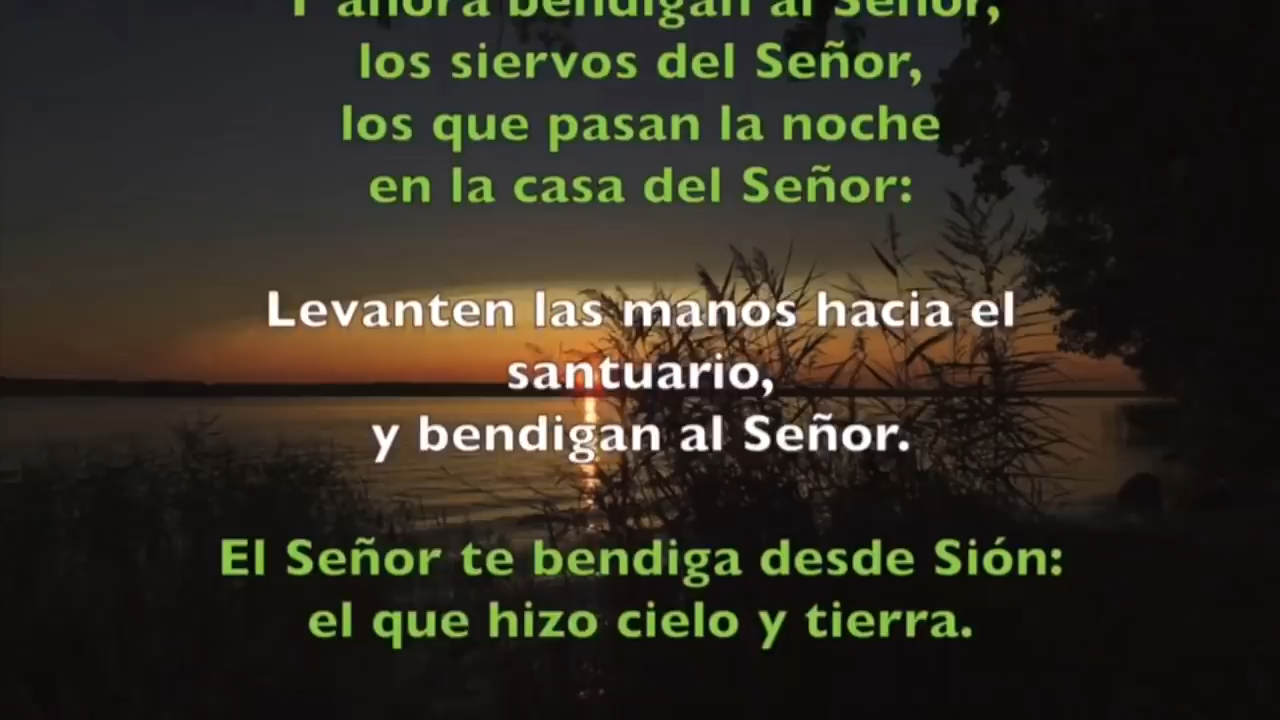 Y ahora bendigan al Señor,
los siervos del Señor,
los que pasan la noche
en la casa del Señor:
Levanten las manos hacia el
santuario,
y bendigan al Señor.
El Señor te bendiga desde Sión:
el que hizo cielo y tierra.